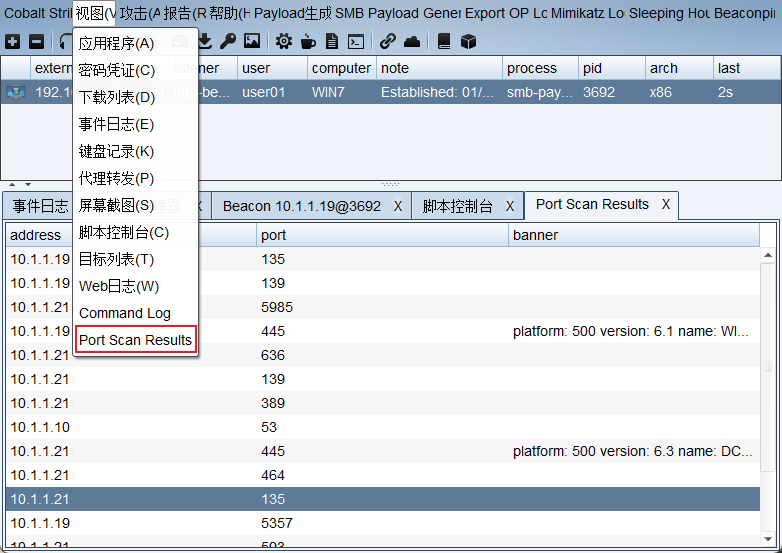 Cobalt Strik 视图(V 攻击(A 报告(R 帮助(H Payload生成 SMB Payload Gener Export OP Lo Mimikatz Lo Sleeping Hou Beaconpi
extern listener user computer note process pid arch last
192.10 user01 WIN7 Established: 01/... smb-pay... 3692 x86 2s
应用程序(A)
密码凭证(C)
下载列表(D)
事件日志(E)
键盘记录(K)
代理转发(P)
屏幕截图(S)
脚本控制台(C)
目标列表(T)
Web日志(W)
Command Log
Port Scan Results
事件日志 X Beacon 10.1.1.19@3692 X 脚本控制台 X Port Scan Results X
address port banner
10.1.1.19 135
10.1.1.19 139
10.1.1.21 5985
10.1.1.19 445 platform: 500 version: 6.1 name: WI...
10.1.1.21 636
10.1.1.21 139
10.1.1.21 389
10.1.1.10 53
10.1.1.21 445 platform: 500 version: 6.3 name: DC...
10.1.1.21 464
10.1.1.21 135
10.1.1.19 5357
10.1.1.21 593